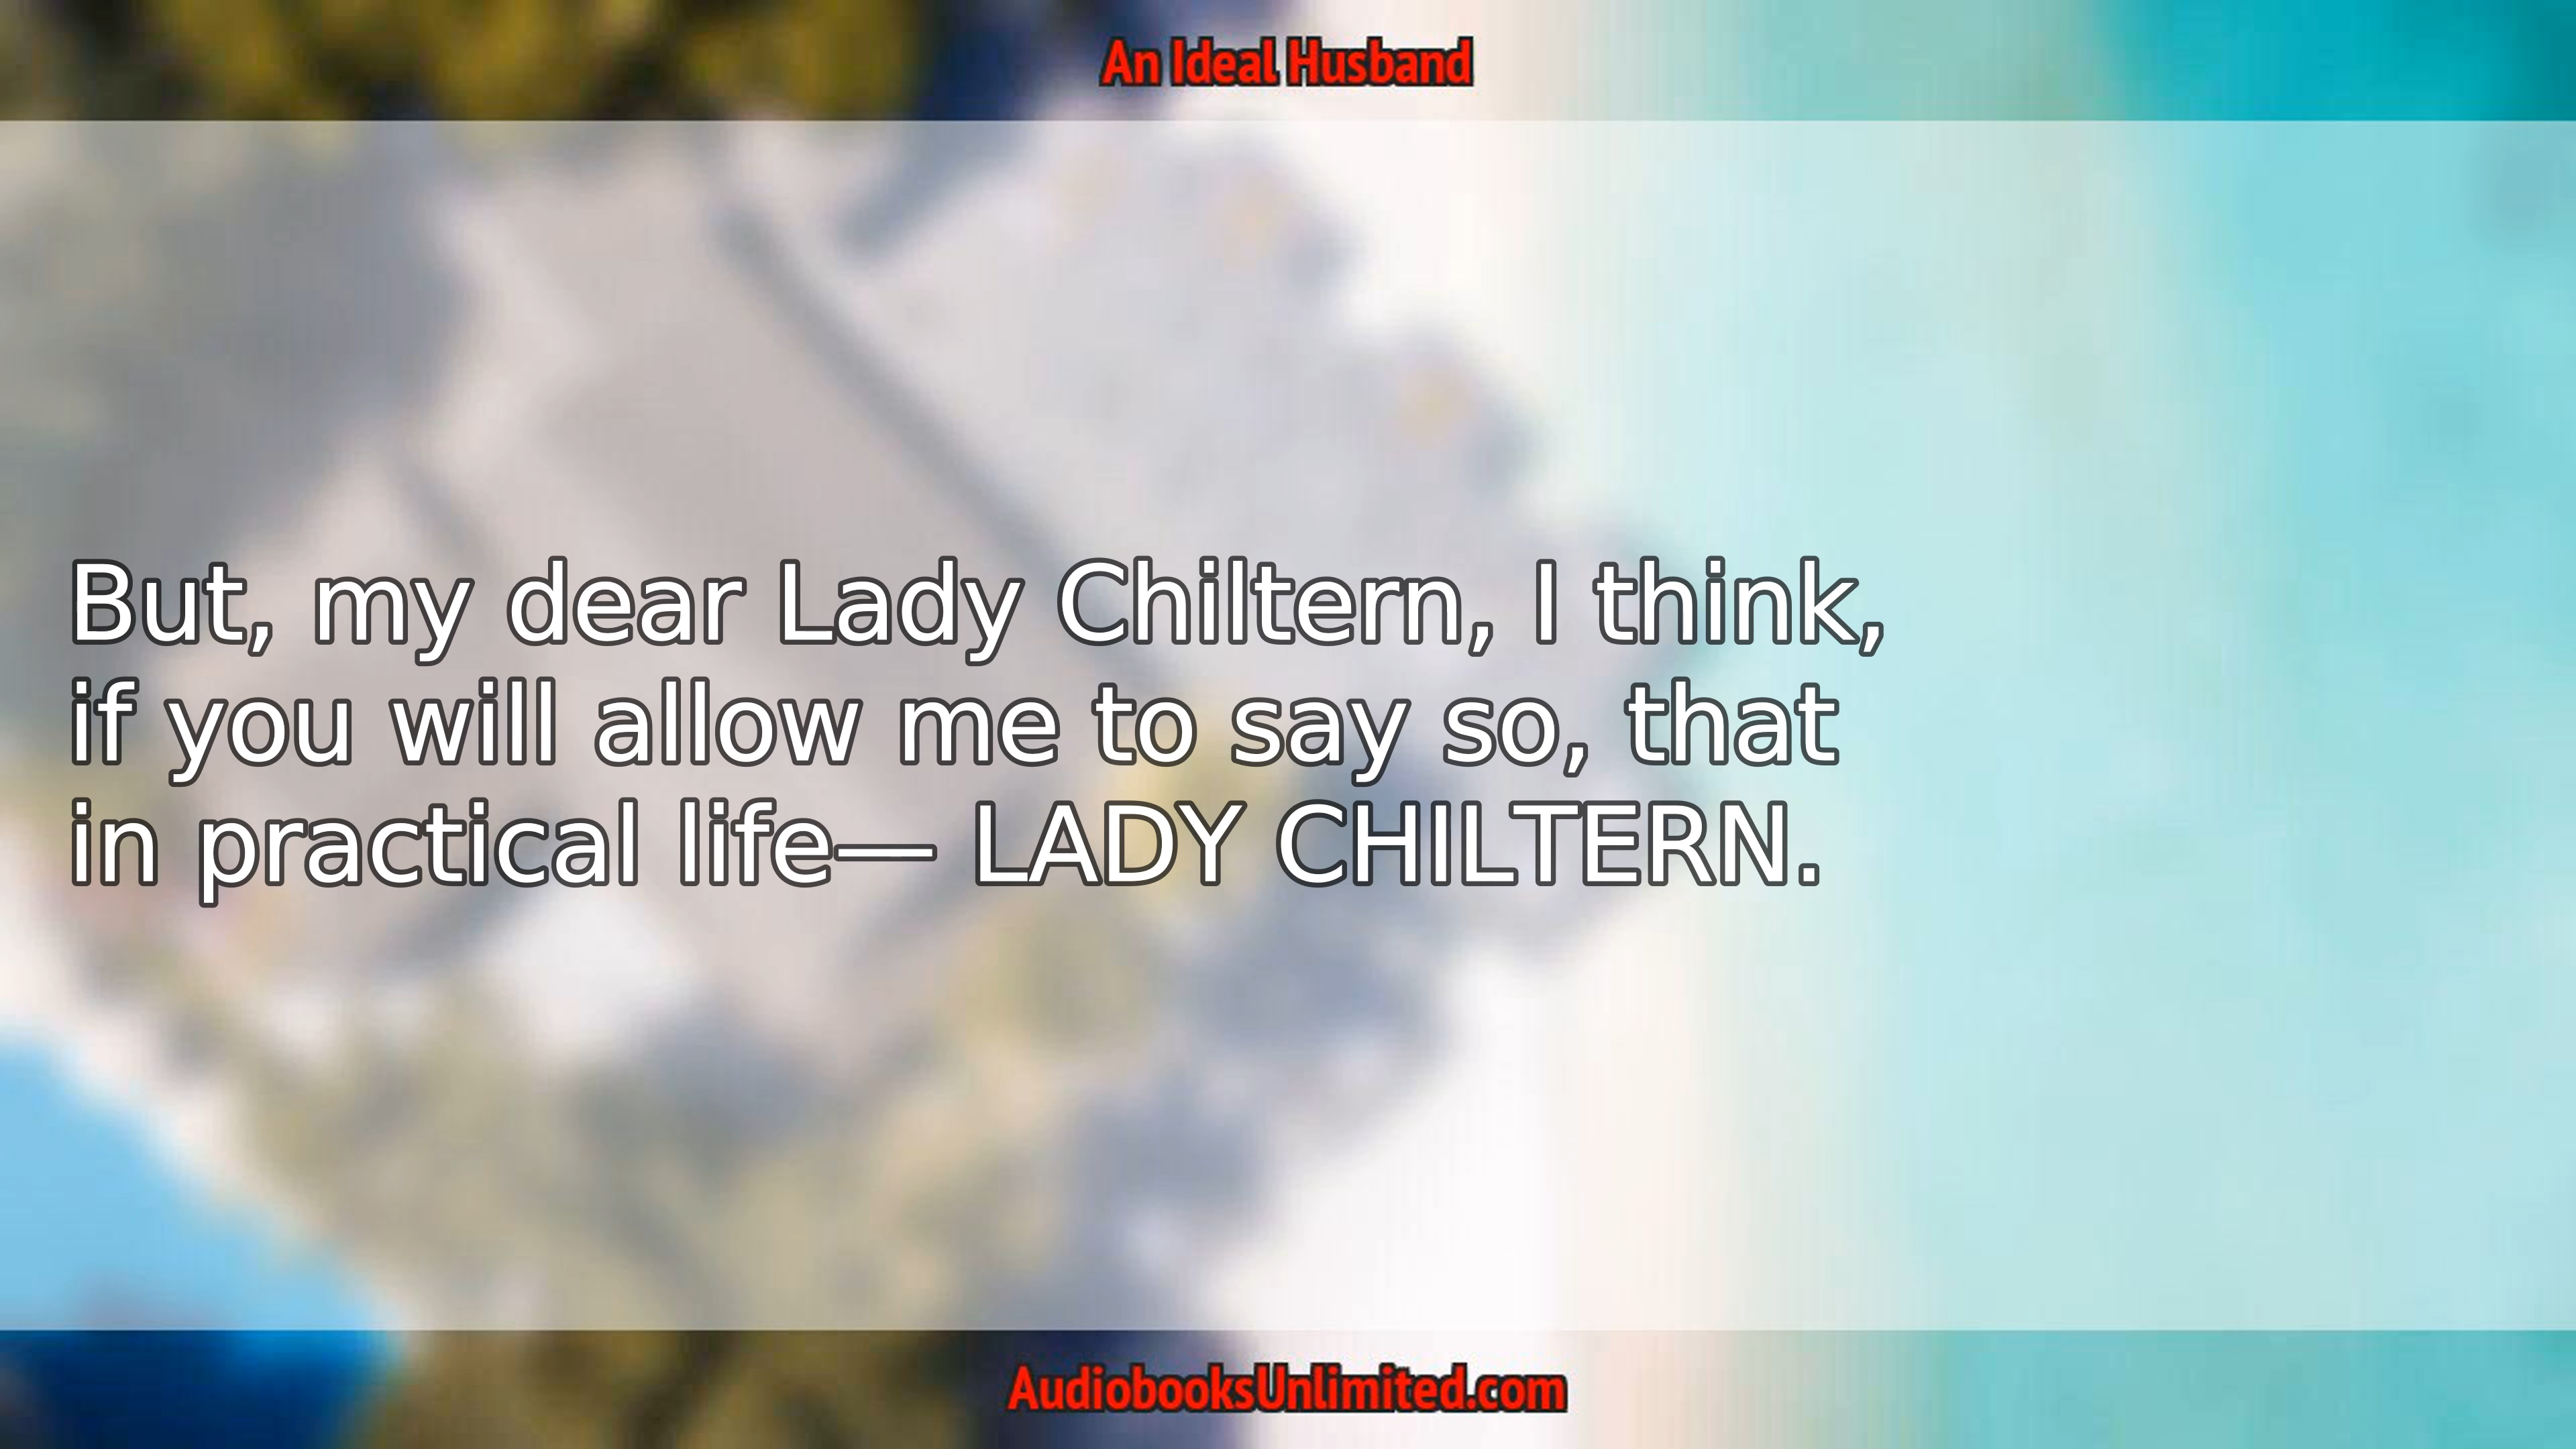 An Ideal Husband
But, my dear Lady Chiltern, I think,
if you will allow me to say so, that
in practical life— LADY CHILTERN.
AudiobooksUnlimited.com